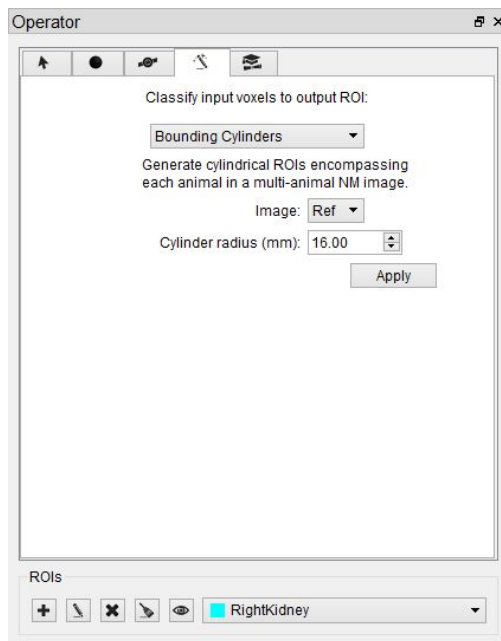 Operator
Classify input voxels to output ROI:
Bounding Cylinders
Generate cylindrical ROIs encompassing
each animal in a multi-animal NM image.
Image: Ref
Cylinder radius (mm): 16.00
Apply
ROIs
RightKidney